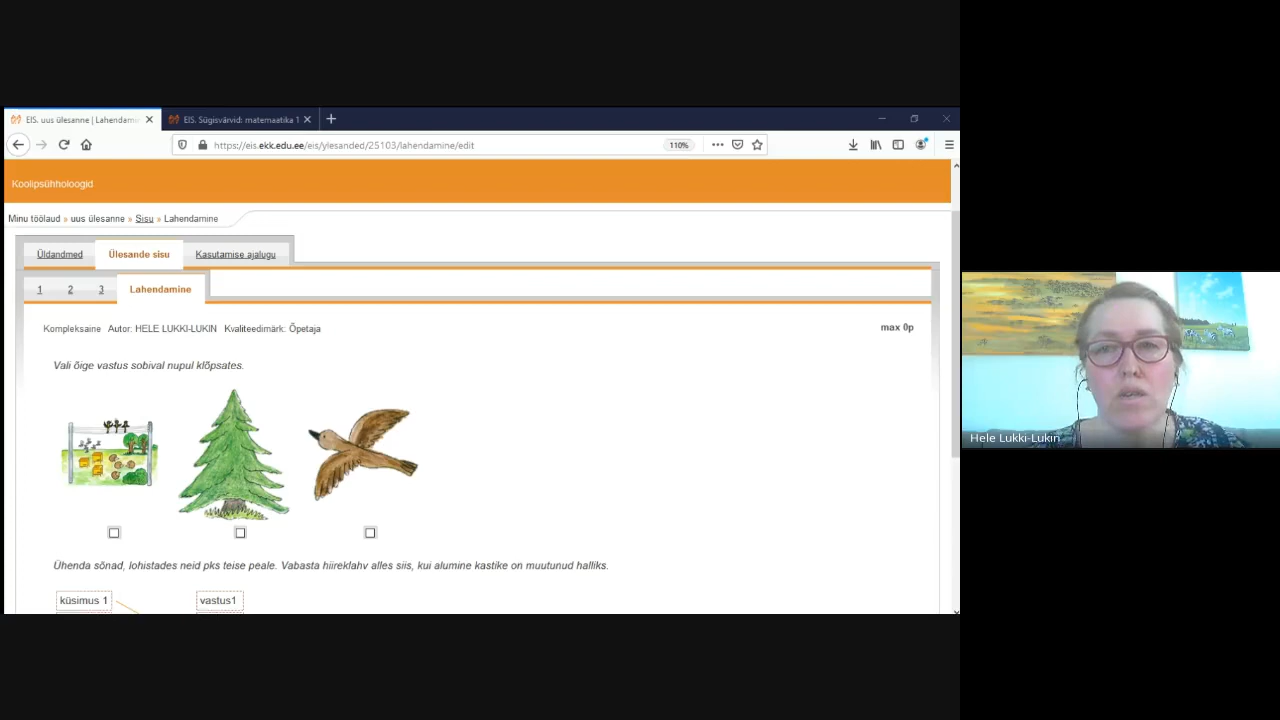 EIS. uus ülesanne | Lahendami
EIS. Sügisvärvid: matemaatika 1
https://eis.ekk.edu.ee/eis/ylesanded/25103/lahendamine/edit
110%
Koolipsühholoogid
Minu töölaud » uus ülesanne » Sisu » Lahendamine
Üldandmed Ülesande sisu Kasutamise ajalugu
1 2 3 Lahendamine
Kompleksaine Autor: HELE LUKKI-LUKIN Kvaliteedimärk: Õpetaja max 0p
Vali õige vastus sobival nupul klõpsates.
Ühenda sõnad, lohistades neid pks teise peale. Vabasta hiireklahv alles siis, kui alumine kastike on muutunud halliks.
küsimus 1 vastus1
Hele Lukki-Lukin